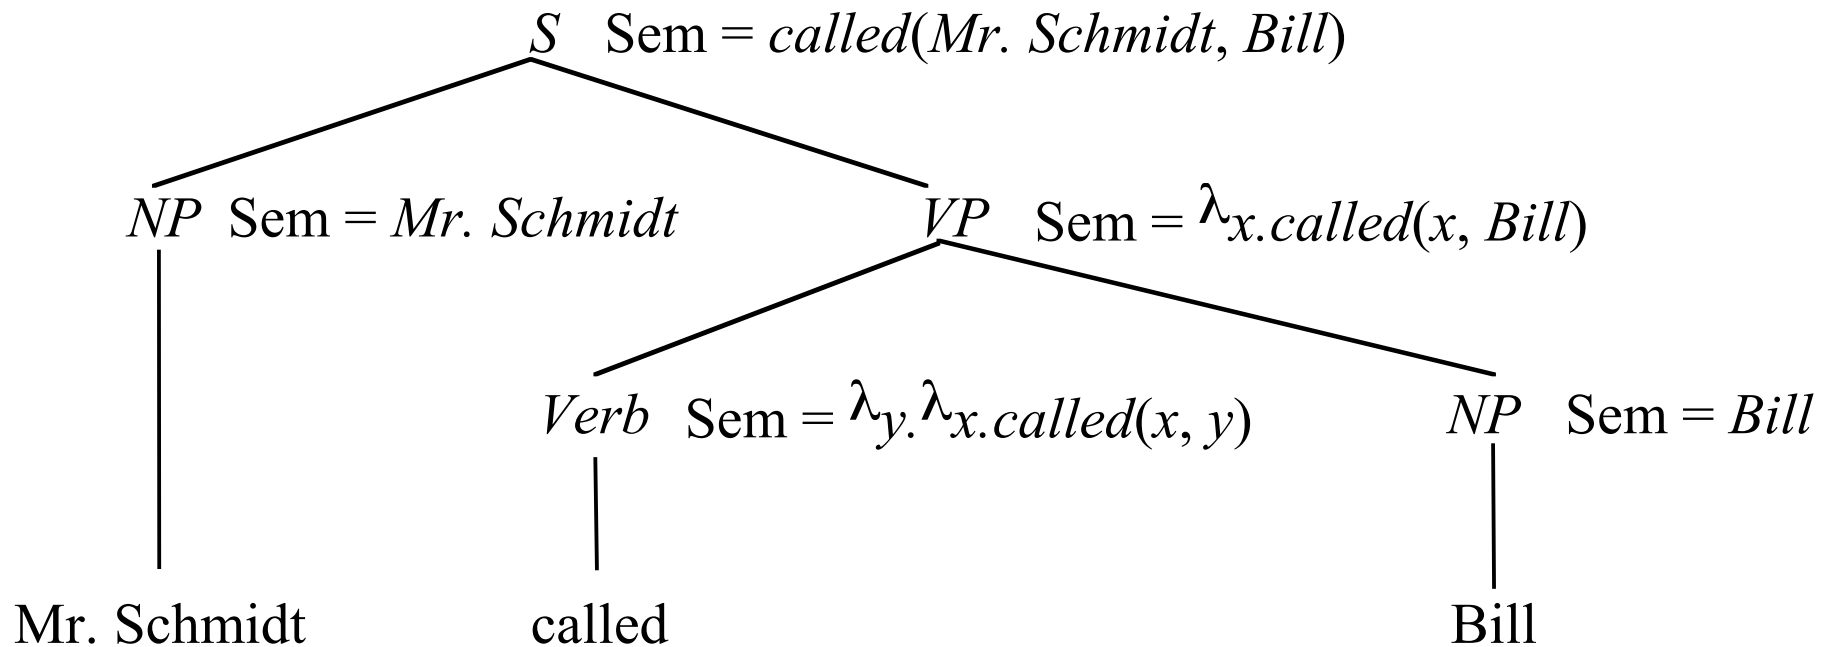 S Sem = called(Mr. Schmidt, Bill)
NP Sem = Mr. Schmidt VP Sem = λx.called(x, Bill)
Verb Sem = λy.λx.called(x, y) NP Sem = Bill
Mr. Schmidt called Bill